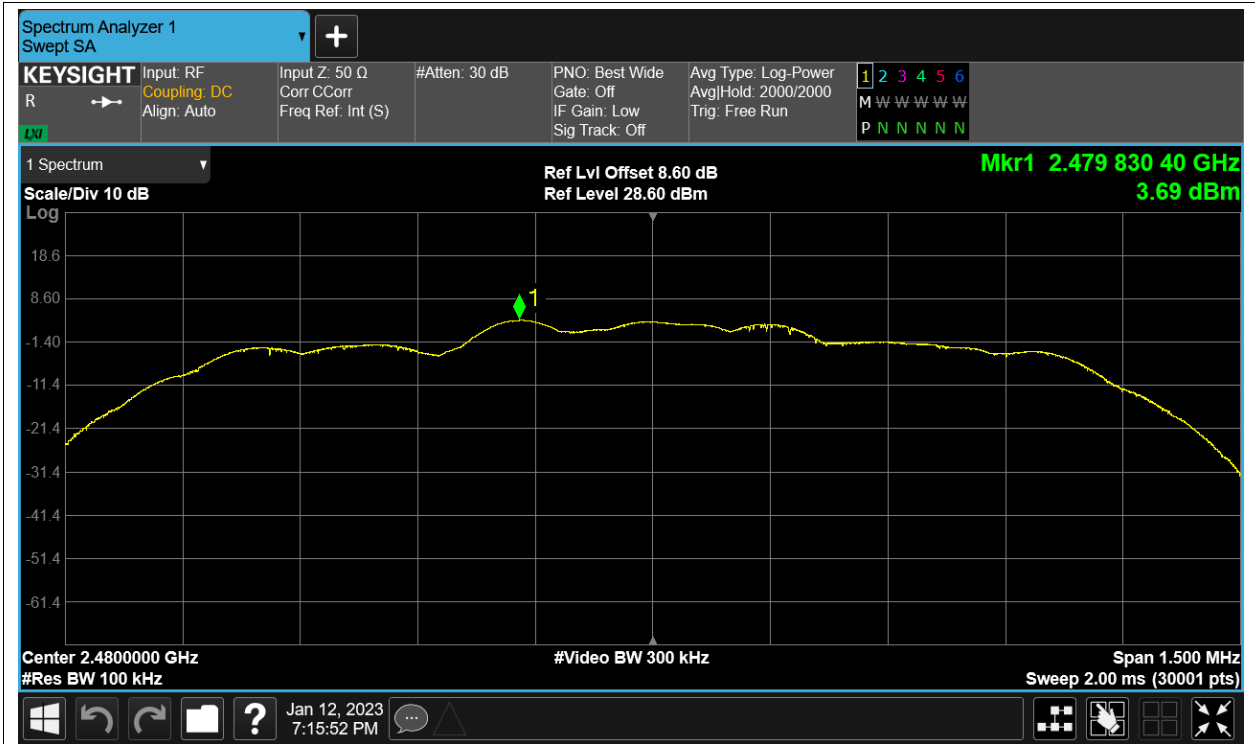 Spectrum Analyzer 1
Swept SA
KEYSIGHT
R
LXI
Input: RF
Coupling: DC
Align: Auto
Input Z: 50 Ω
Corr CCorr
Freq Ref: Int (S)
#Atten: 30 dB
PNO: Best Wide
Gate: Off
IF Gain: Low
Sig Track: Off
Avg Type: Log-Power
Avg|Hold: 2000/2000
Trig: Free Run
1 2 3 4 5 6
M W W W W W
P N N N N N
1 Spectrum
Scale/Div 10 dB
Log
Ref Lvl Offset 8.60 dB
Ref Level 28.60 dBm
Mkr1 2.479 830 40 GHz
3.69 dBm
18.6
8.60
1
-1.40
-11.4
-21.4
-31.4
-41.4
-51.4
-61.4
Center 2.4800000 GHz
#Res BW 100 kHz
#Video BW 300 kHz
Span 1.500 MHz
Sweep 2.00 ms (30001 pts)
?
Jan 12, 2023
7:15:52 PM